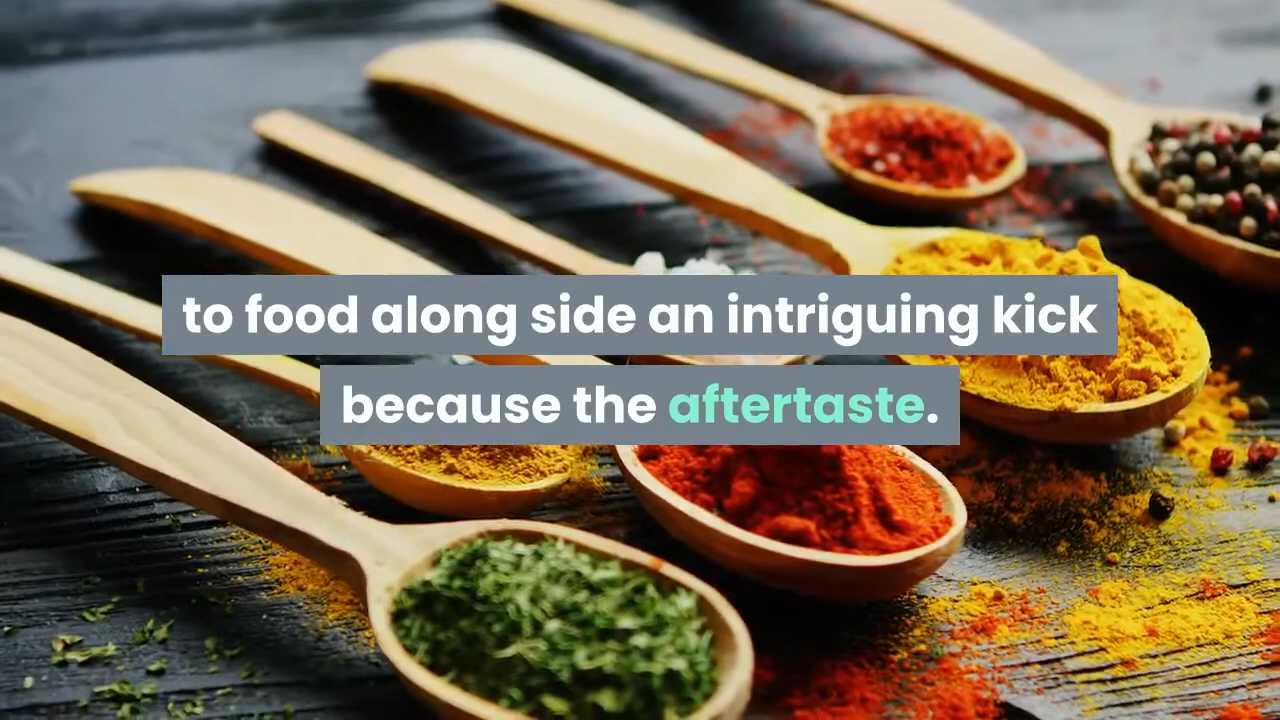 to food along side an intriguing kick
because the aftertaste.